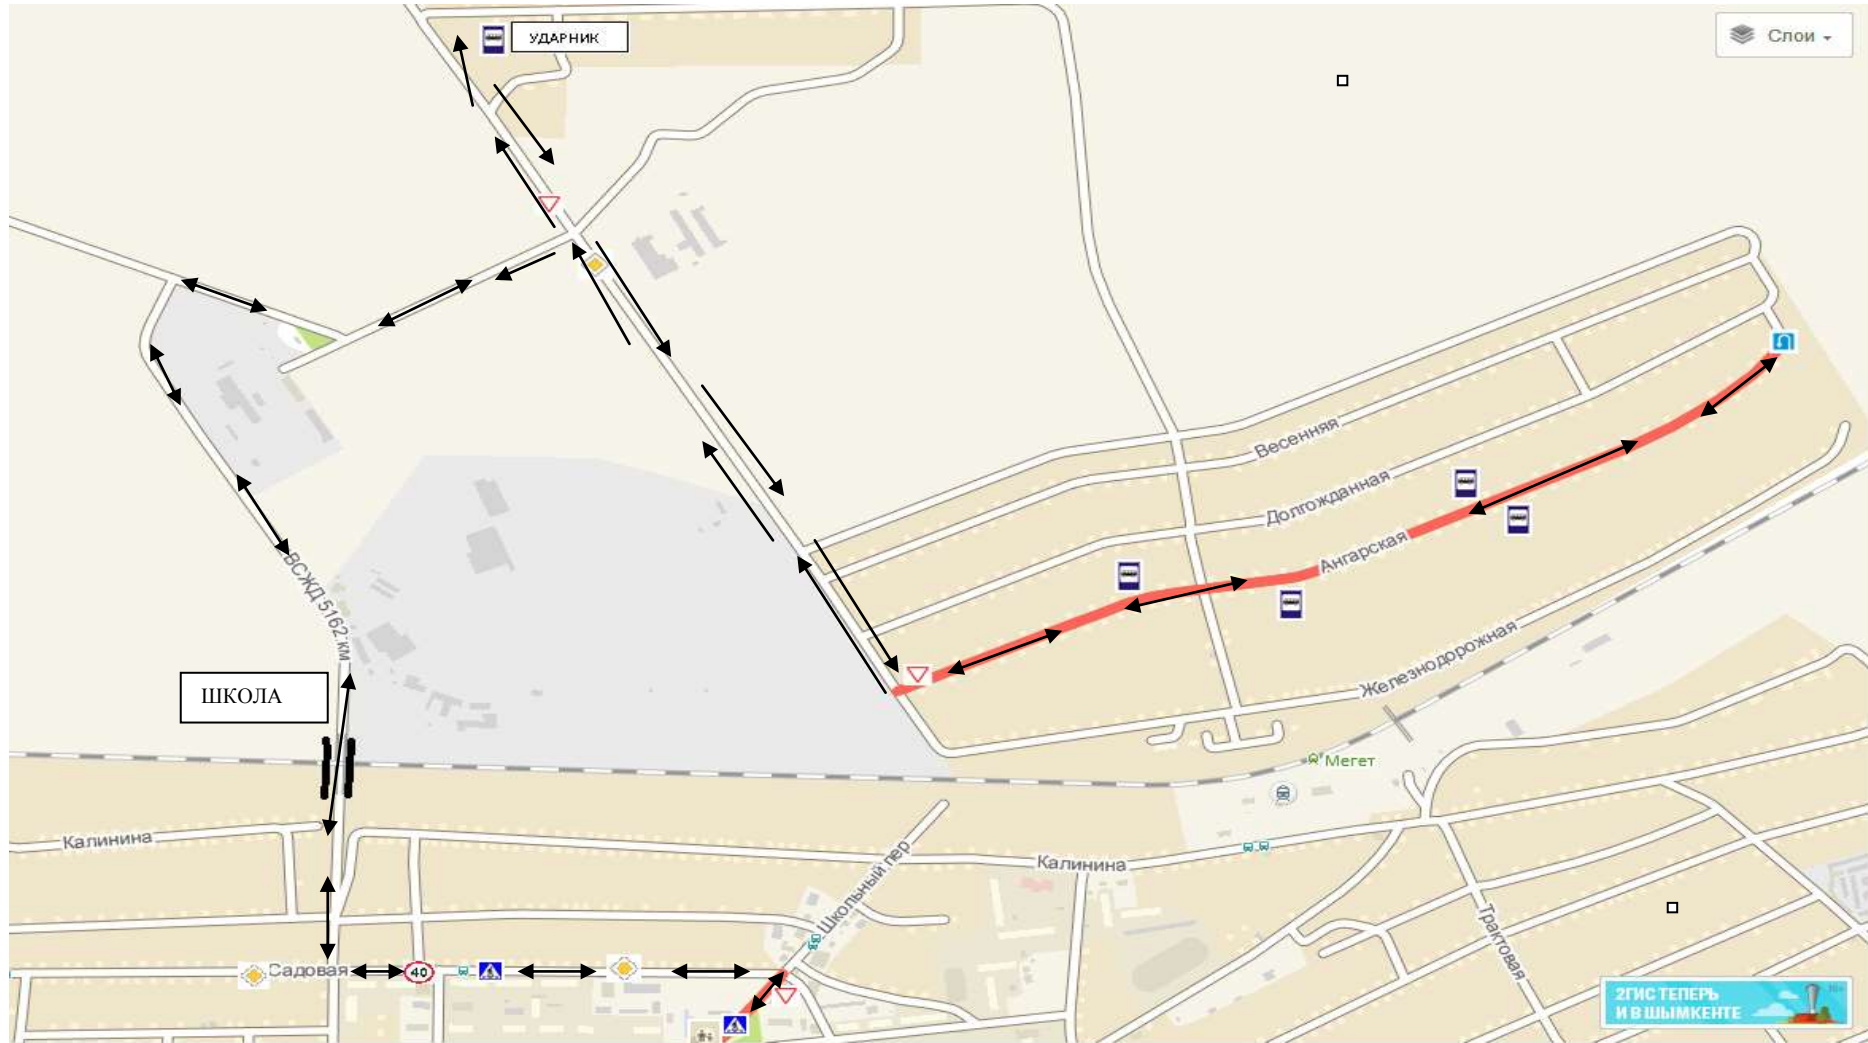 УДАРНИК
Слои
Весенняя
Долгожданная
Ангарская
ВСЖД 5162 км
Железнодорожная
ШКОЛА
Мегет
Калинина
Калинина
Школьный пер
Трактовая
Садовая
40
2ГИС ТЕПЕРЬ
И В ШЫМКЕНТЕ